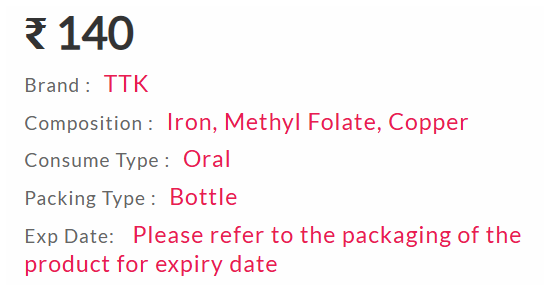 ₹ 140
Brand : TTK
Composition : Iron, Methyl Folate, Copper
Consume Type : Oral
Packing Type : Bottle
Exp Date: Please refer to the packaging of the
product for expiry date